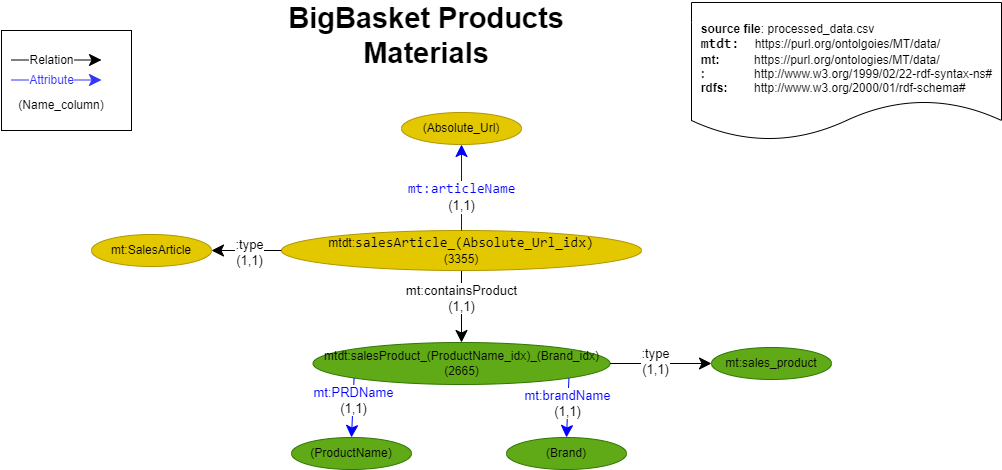 BigBasket Products
Materials
Relation
Attribute
(Name_column)
source file: processed_data.csv
mtdt: https://purl.org/ontolgoies/MT/data/
mt: https://purl.org/ontolgoies/MT/data/
: http://www.w3.org/1999/02/22-rdf-syntax-ns#
rdfs: http://www.w3.org/2000/01/rdf-schema#
(Absolute_Url)
mt:articleName
(1,1)
mt:SalesArticle
:type
(1,1)
mtdt:salesArticle_(Absolute_Url_idx)
(3355)
mt:containsProduct
(1,1)
mtdt:salesProduct_(ProductName_idx)_(Brand_idx)
(2665)
:type
(1,1)
mt:sales_product
mt:PRDName
(1,1)
mt:brandName
(1,1)
(ProductName)
(Brand)